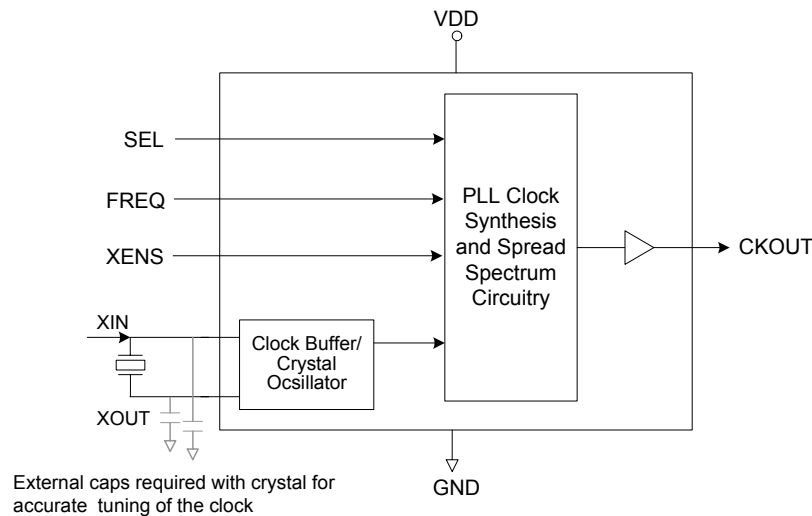 VDD
SEL
FREQ
XENS
PLL Clock
Synthesis
and Spread
Spectrum
Circuitry
CKOUT
XIN
Clock Buffer/
Crystal
Ocsillator
XOUT
GND
External caps required with crystal for
accurate tuning of the clock